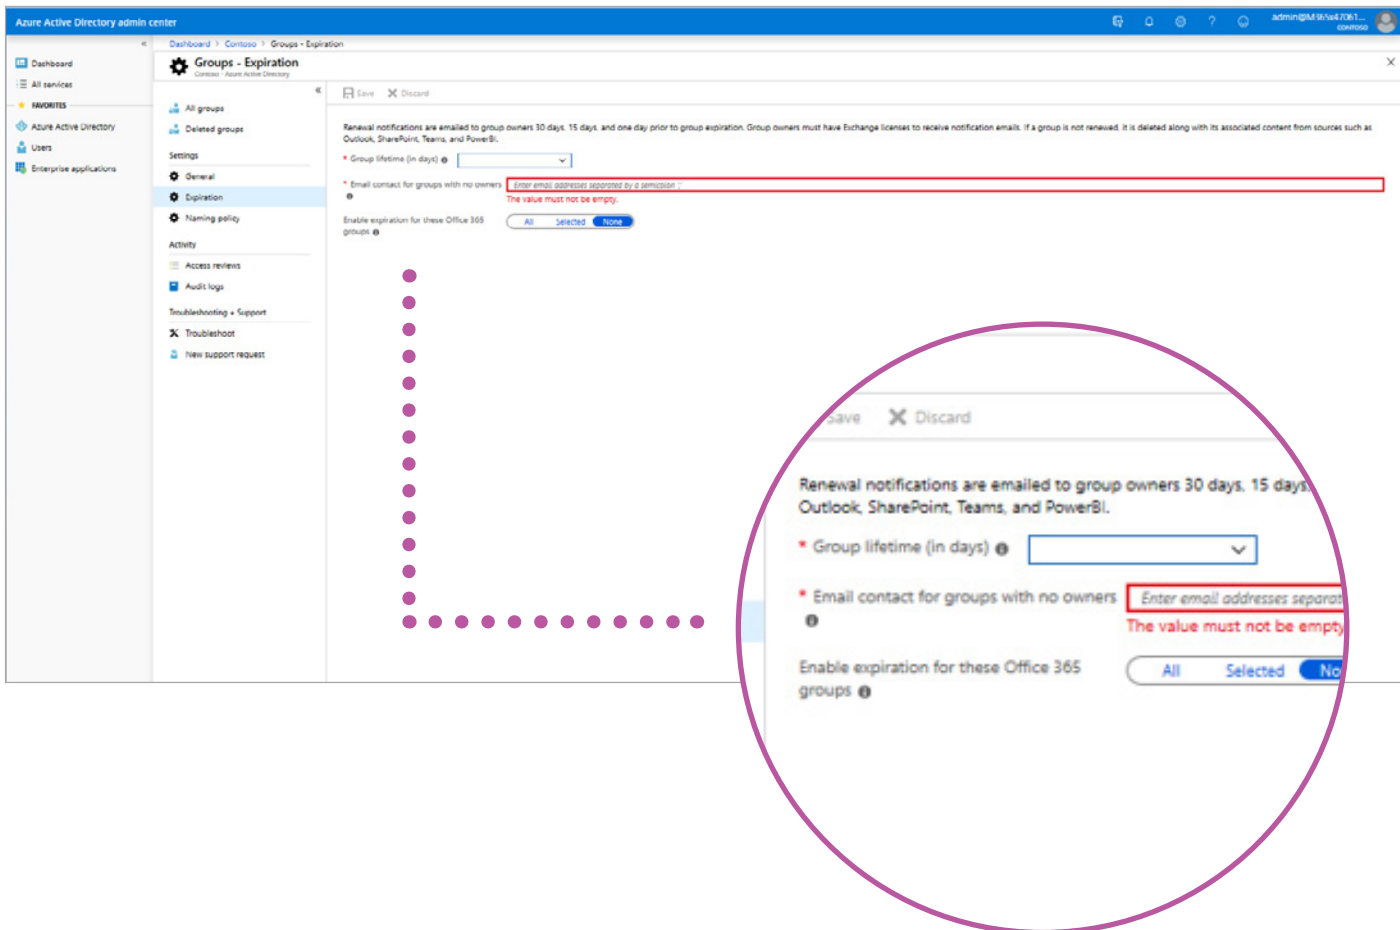 Azure Active Directory admin center
admin@M365x47061...
CONTOSO
Dashboard > Contoso > Groups - Expiration
Groups - Expiration
Contoso - Azure Active Directory
Dashboard
All services
FAVORITES
Azure Active Directory
Users
Enterprise applications
All groups
Deleted groups
Settings
General
Expiration
Naming policy
Activity
Access reviews
Audit logs
Troubleshooting + Support
Troubleshoot
New support request
Save Discard
Renewal notifications are emailed to group owners 30 days, 15 days, and one day prior to group expiration. Group owners must have Exchange licenses to receive notification emails. If a group is not renewed, it is deleted along with its associated content from sources such as
Outlook, SharePoint, Teams, and PowerBI.
* Group lifetime (in days)
* Email contact for groups with no owners Enter email addresses separated by a semicolon ';'
The value must not be empty.
Enable expiration for these Office 365 All Selected None
groups
Save Discard
Renewal notifications are emailed to group owners 30 days, 15 days,
Outlook, SharePoint, Teams, and PowerBI.
* Group lifetime (in days)
* Email contact for groups with no owners Enter email addresses separat
The value must not be empty
Enable expiration for these Office 365 All Selected No
groups